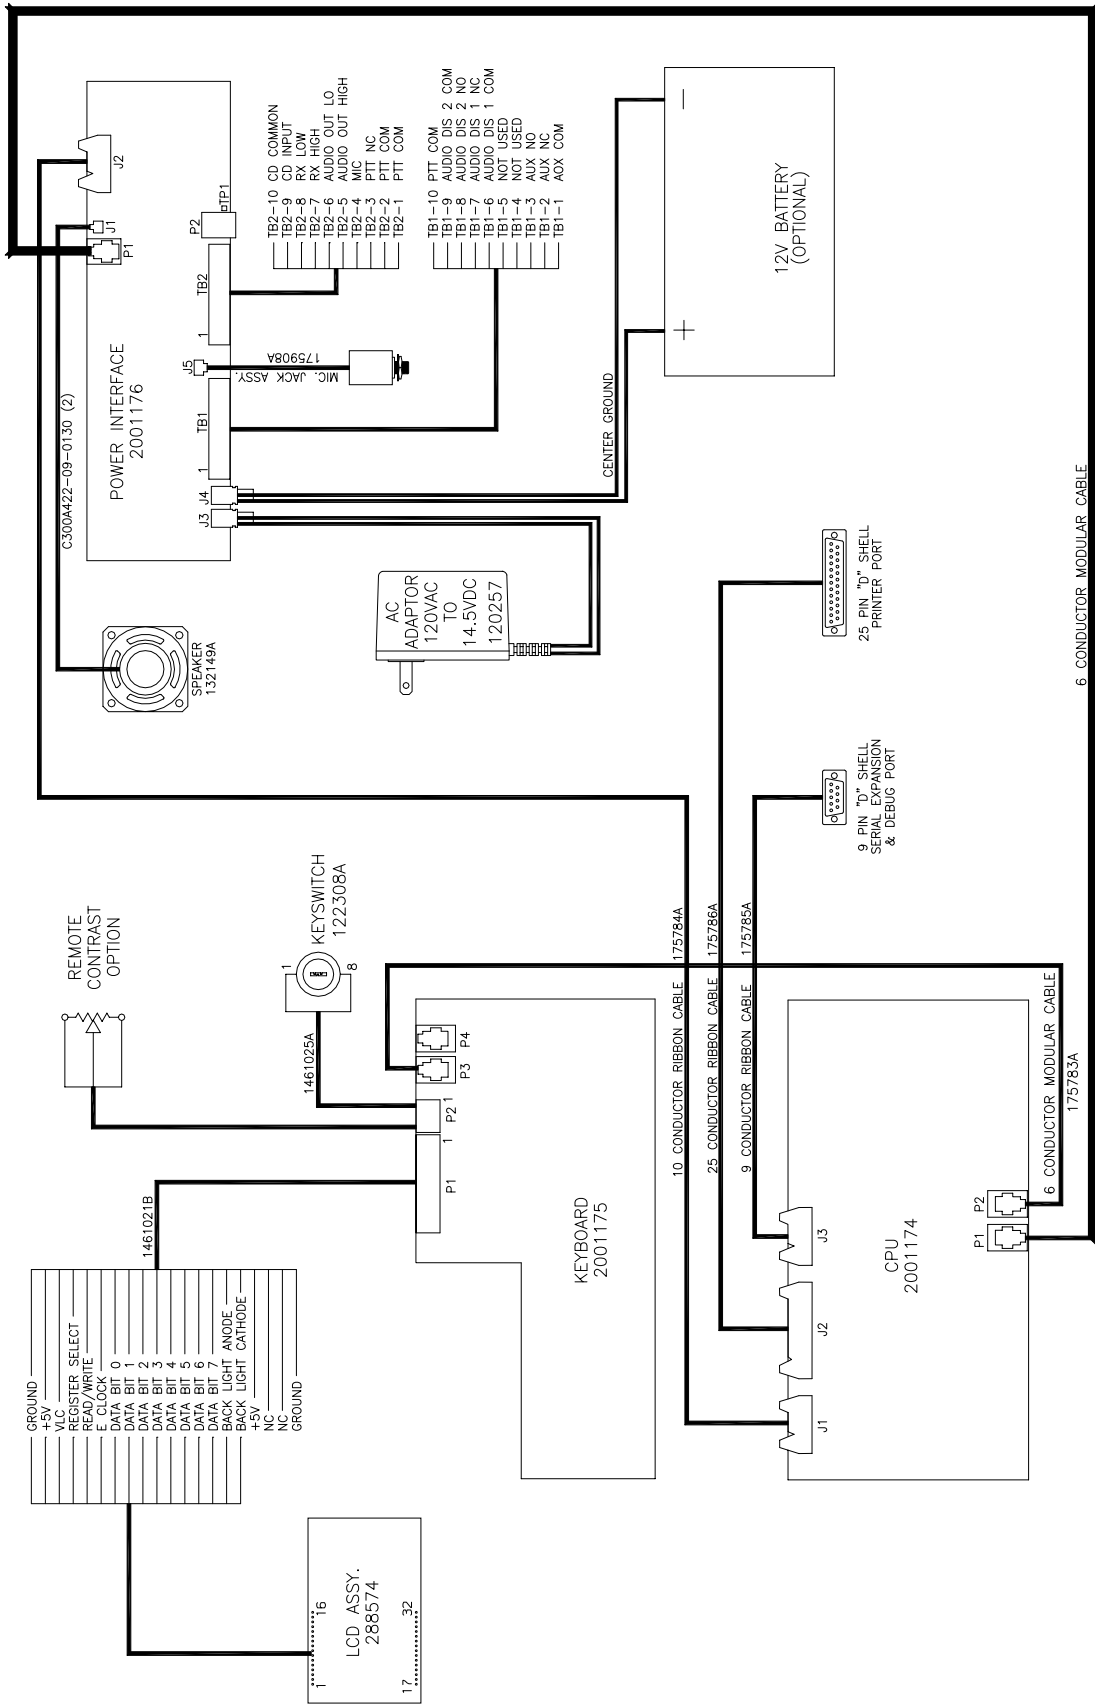 GROUND
+5V
VLC
REGISTER SELECT
READ/WRITE
E CLOCK
DATA BIT 0
DATA BIT 1
DATA BIT 2
DATA BIT 3
DATA BIT 4
DATA BIT 5
DATA BIT 6
DATA BIT 7
BACK LIGHT ANODE
BACK LIGHT CATHODE
+5V
NC
NC
GROUND
1461021B
LCD ASSY.
288574
1
16
17
32
REMOTE
CONTRAST
OPTION
KEYSWITCH
122308A
1
8
1461025A
P1
1
P2
1
P3
P4
KEYBOARD
2001175
10 CONDUCTOR RIBBON CABLE
175784A
25 CONDUCTOR RIBBON CABLE
175786A
9 CONDUCTOR RIBBON CABLE
175785A
J1
J2
J3
CPU
2001174
P1
P2
6 CONDUCTOR MODULAR CABLE
175783A
SPEAKER
132149A
C300A422-09-0130 (2)
POWER INTERFACE
2001176
P1
J1
J2
J3
J4
1
TB1
J5
1
TB2
P2
TP1
MIC. JACK ASSY.
175908A
TB2-10 CD COMMON
TB2-9 CD INPUT
TB2-8 RX LOW
TB2-7 RX HIGH
TB2-6 AUDIO OUT LO
TB2-5 AUDIO OUT HIGH
TB2-4 MIC
TB2-3 PTT NC
TB2-2 PTT COM
TB2-1 PTT COM
TB1-10 PTT COM
TB1-9 AUDIO DIS 2 COM
TB1-8 AUDIO DIS 2 NO
TB1-7 AUDIO DIS 1 NC
TB1-6 AUDIO DIS 1 COM
TB1-5 NOT USED
TB1-4 NOT USED
TB1-3 AUX NO
TB1-2 AUX NC
TB1-1 AOX COM
AC
ADAPTOR
120VAC
TO
14.5VDC
120257
CENTER GROUND
+
−
12V BATTERY
(OPTIONAL)
9 PIN "D" SHELL
SERIAL EXPANSION
& DEBUG PORT
25 PIN "D" SHELL
PRINTER PORT
6 CONDUCTOR MODULAR CABLE